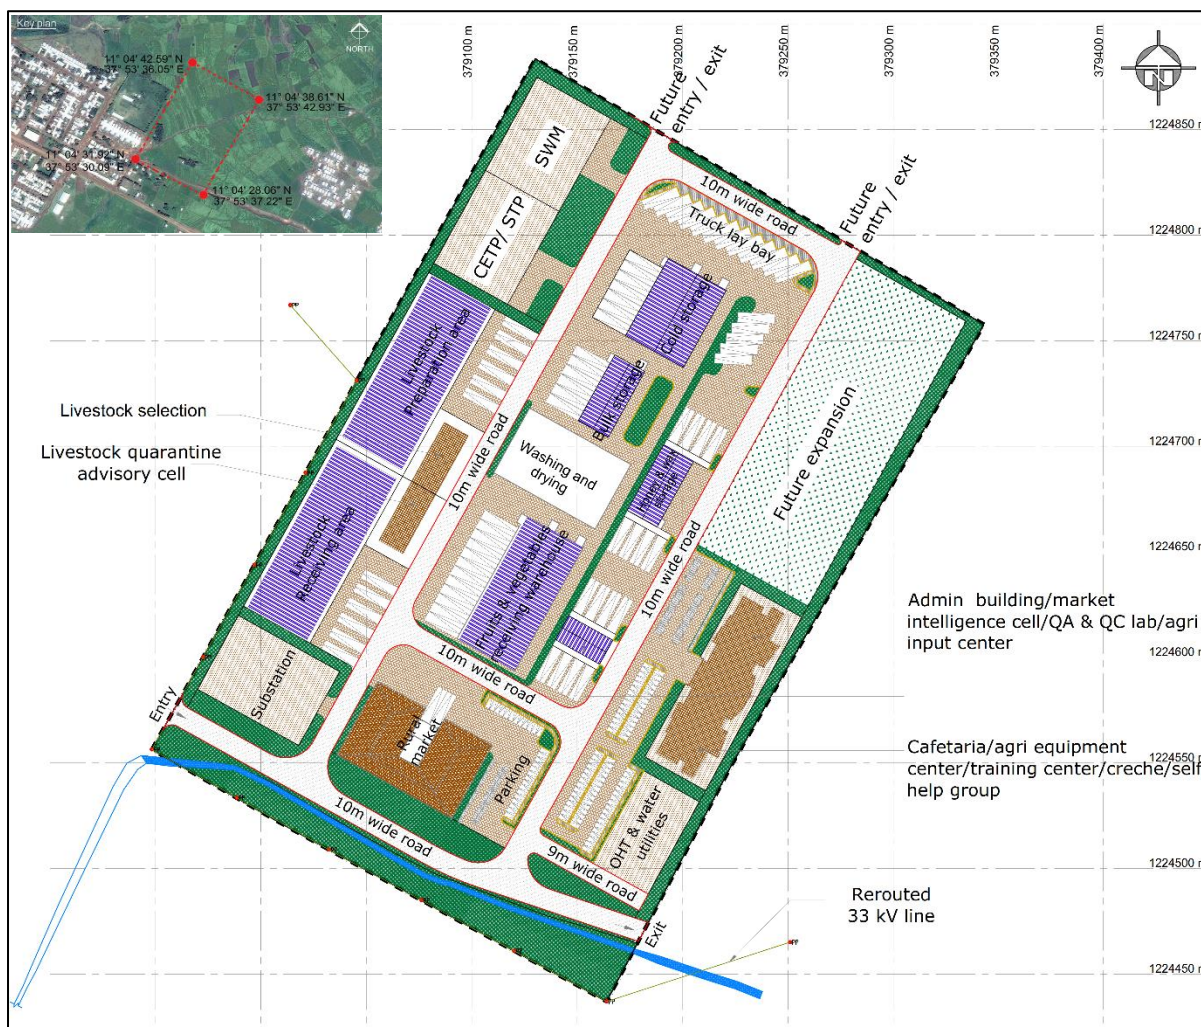 Key plan
NORTH
11° 04' 42.59" N
37° 53' 36.05" E
11° 04' 38.61" N
37° 53' 42.93" E
11° 04' 31.92" N
37° 53' 30.09" E
11° 04' 28.06" N
37° 53' 37.22" E
379100 m
379150 m
379200 m
379250 m
379300 m
379350 m
379400 m
N
1224850 m
1224800 m
1224750 m
1224700 m
1224650 m
1224600 m
1224550 m
1224500 m
1224450 m
Future
entry / exit
Future
entry / exit
SWM
CETP/ STP
10m wide road
Truck lay bay
Cold storage
Bulk storage
Livestock
Preparation area
Livestock selection
Livestock quarantine
advisory cell
Livestock
Receiving area
10m wide road
Washing and
drying
Honey & wax
storage
Future expansion
Fruits & vegetables
receiving warehouse
10m wide road
10m wide road
Substation
Entry
Rural
market
Parking
10m wide road
9m wide road
OHT & water
utilities
Exit
Admin building/market
intelligence cell/QA & QC lab/agri
input center
Cafetaria/agri equipment
center/training center/creche/self
help group
Rerouted
33 kV line